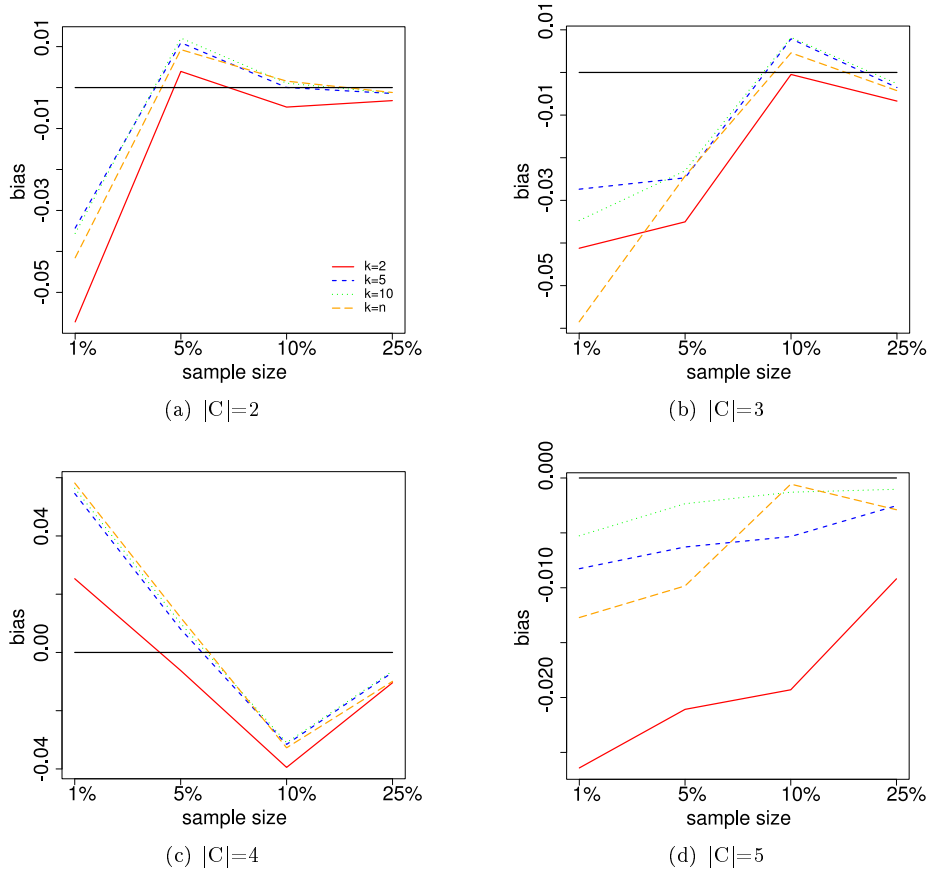 0.01
-0.01
-0.03
-0.05
bias
k=2
k=5
k=10
k=n
1% 5% 10% 25%
sample size
(a) |C|=2
0.01
-0.01
-0.03
-0.05
bias
1% 5% 10% 25%
sample size
(b) |C|=3
0.04
0.00
-0.04
bias
1% 5% 10% 25%
sample size
(c) |C|=4
0.000
-0.010
-0.020
bias
1% 5% 10% 25%
sample size
(d) |C|=5